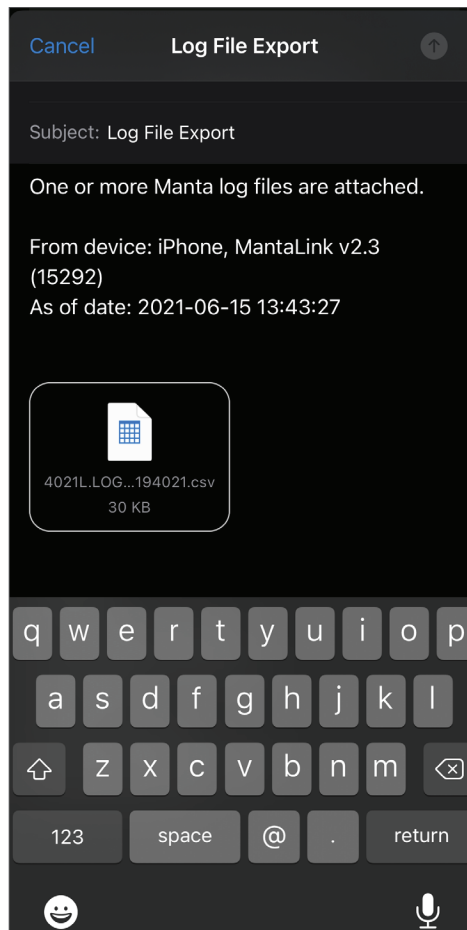 Cancel Log File Export
Subject: Log File Export
One or more Manta log files are attached.
From device: iPhone, MantaLink v2.3
(15292)
As of date: 2021-06-15 13:43:27
4021L.LOG...194021.csv
30 KB
q w e r t y u i o p
a s d f g h j k l
z x c v b n m
123 space @ . return